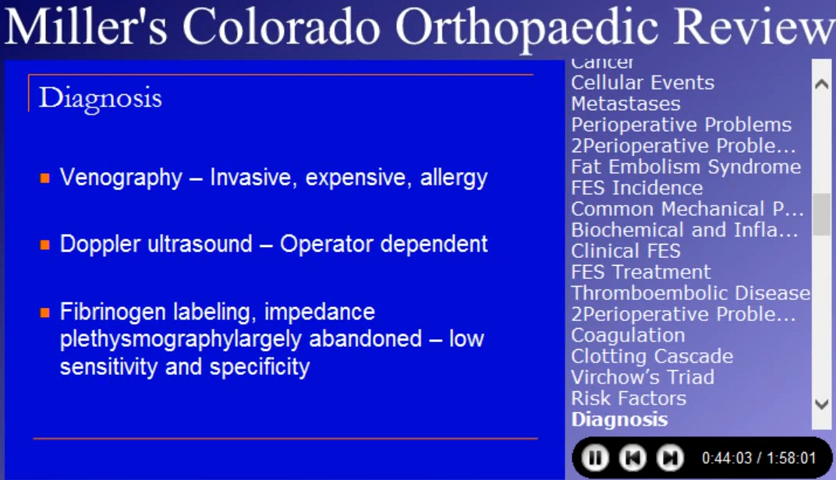 Miller's Colorado Orthopaedic Review
Diagnosis
Venography – Invasive, expensive, allergy
Doppler ultrasound – Operator dependent
Fibrinogen labeling, impedance
plethysmographylargely abandoned – low
sensitivity and specificity
Cancer
Cellular Events
Metastases
Perioperative Problems
2Perioperative Proble...
Fat Embolism Syndrome
FES Incidence
Common Mechanical P...
Biochemical and Infla...
Clinical FES
FES Treatment
Thromboembolic Disease
2Perioperative Proble...
Coagulation
Clotting Cascade
Virchow's Triad
Risk Factors
Diagnosis
0:44:03 / 1:58:01